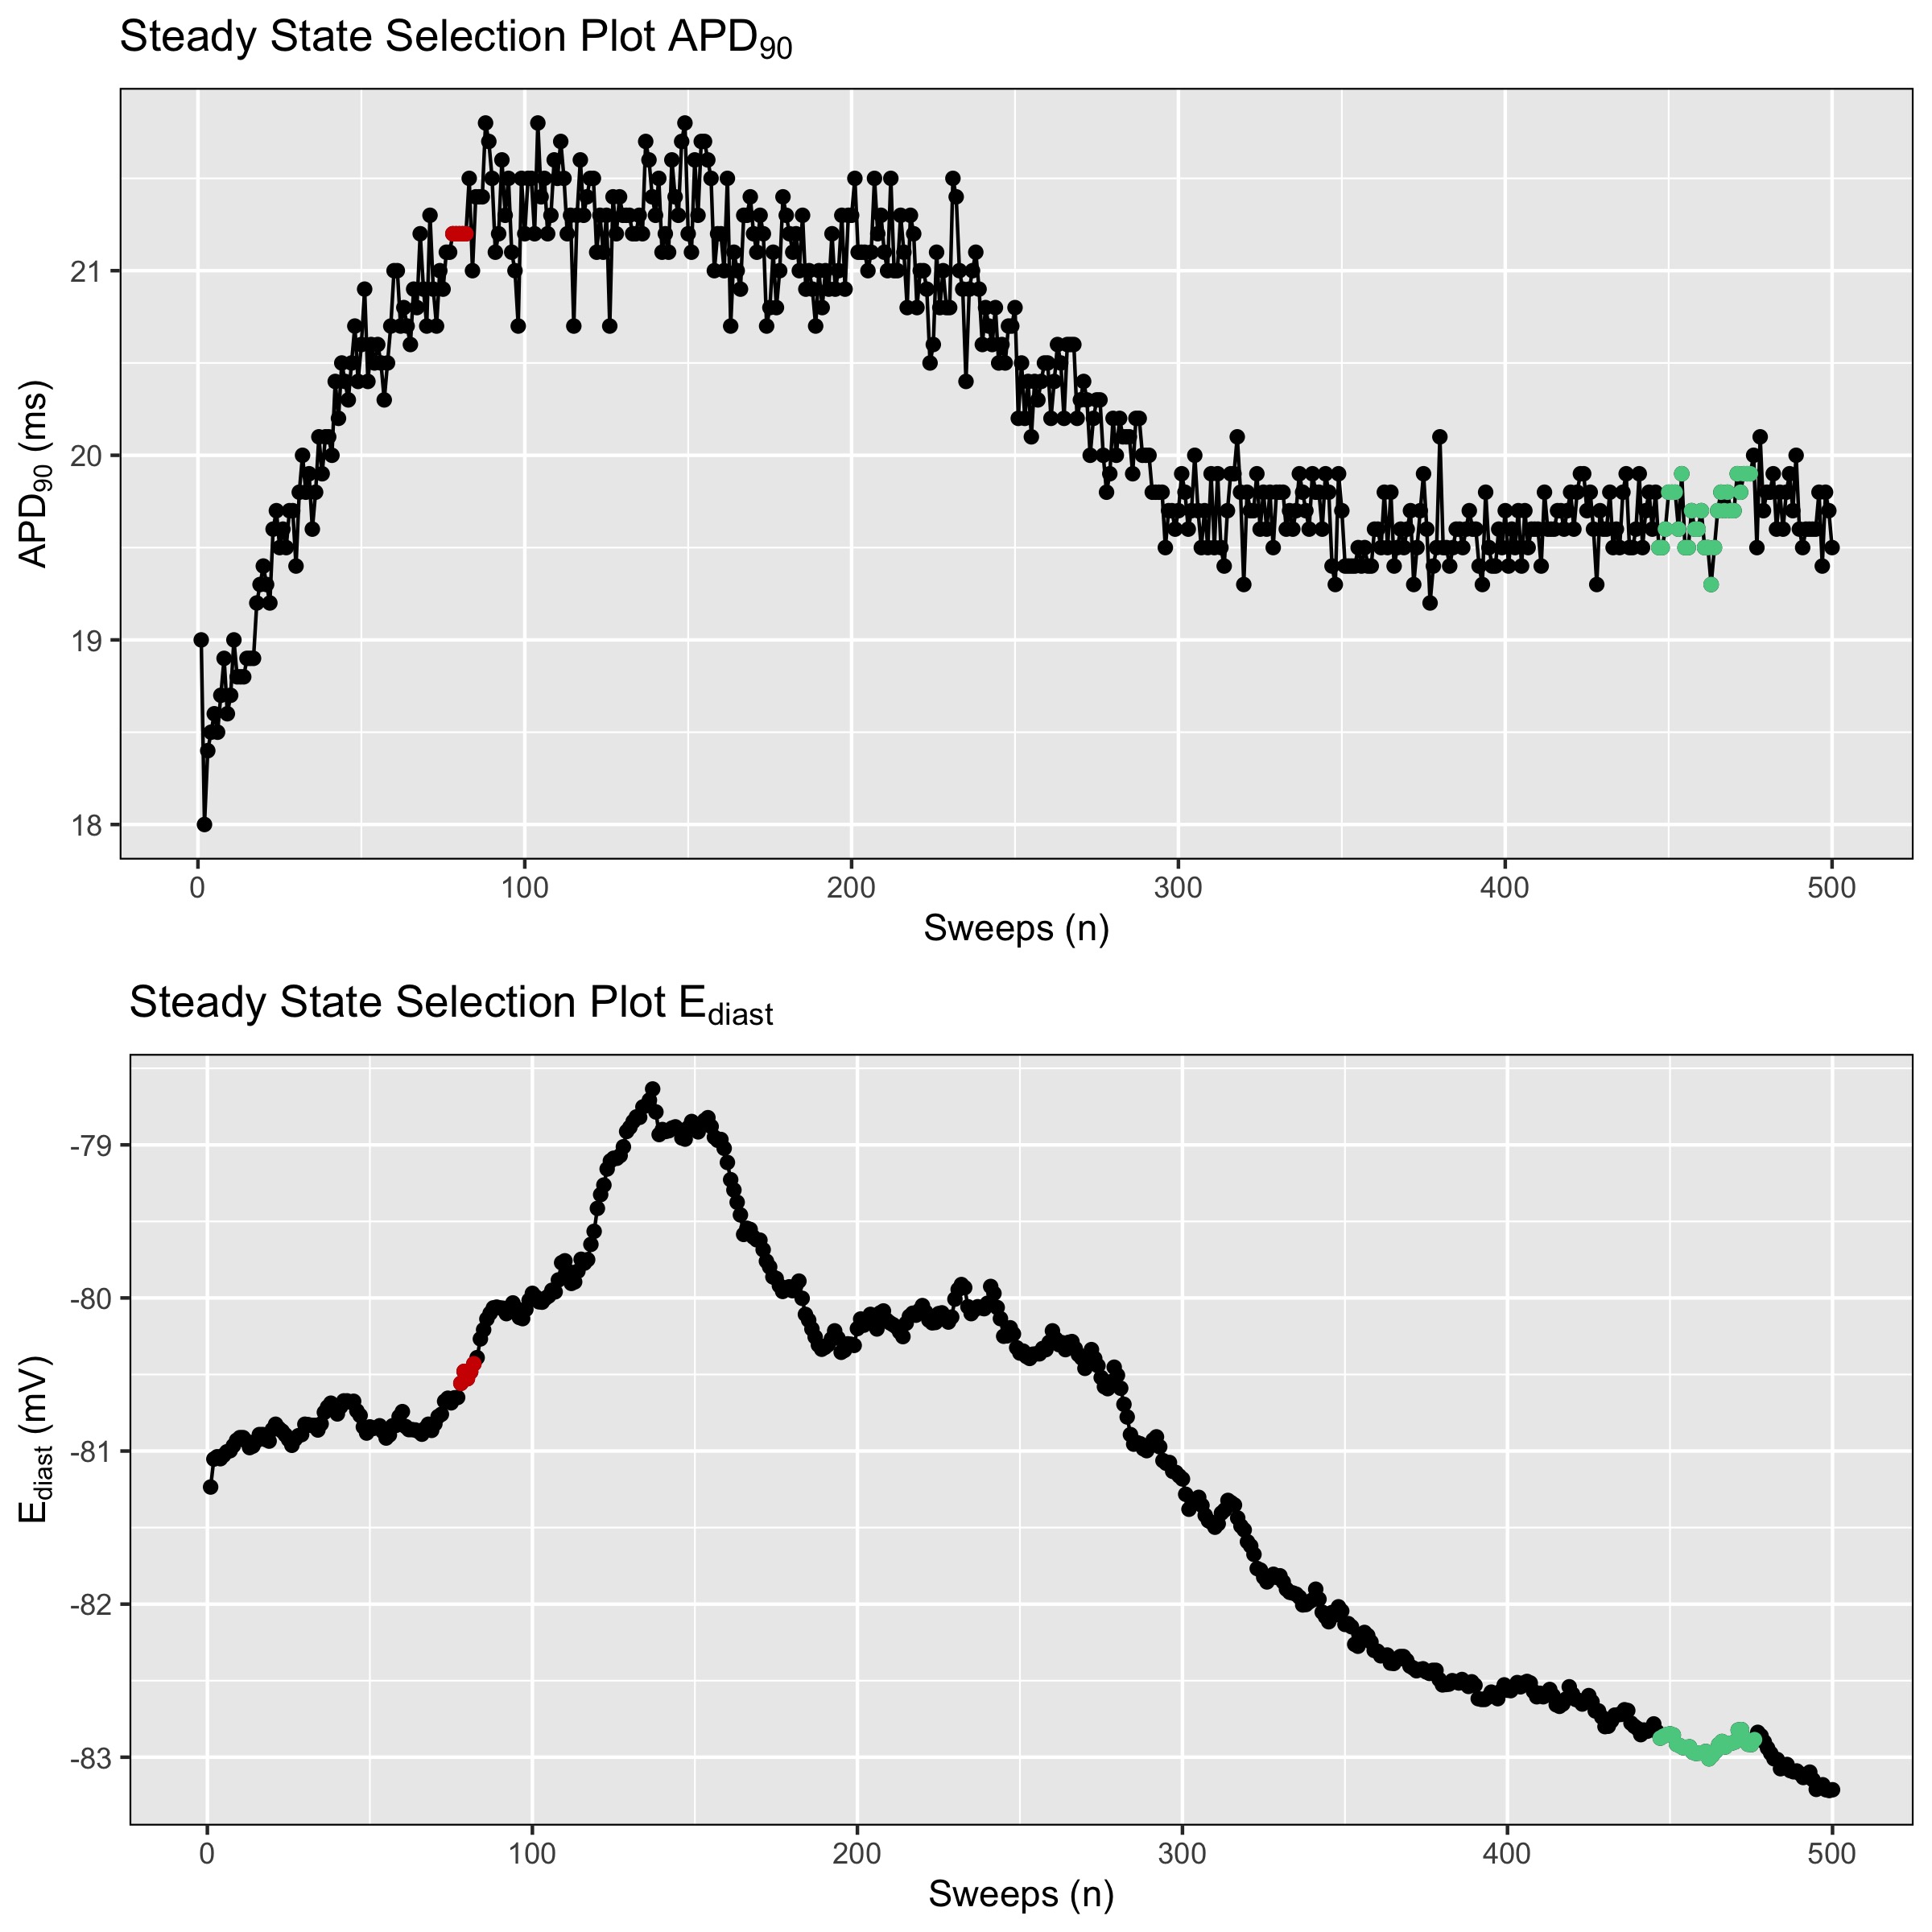 Steady State Selection Plot APD90
21
20
19
18
APD90 (ms)
0 100 200 300 400 500
Sweeps (n)
Steady State Selection Plot Ediast
-79
-80
-81
-82
-83
Ediast (mV)
0 100 200 300 400 500
Sweeps (n)